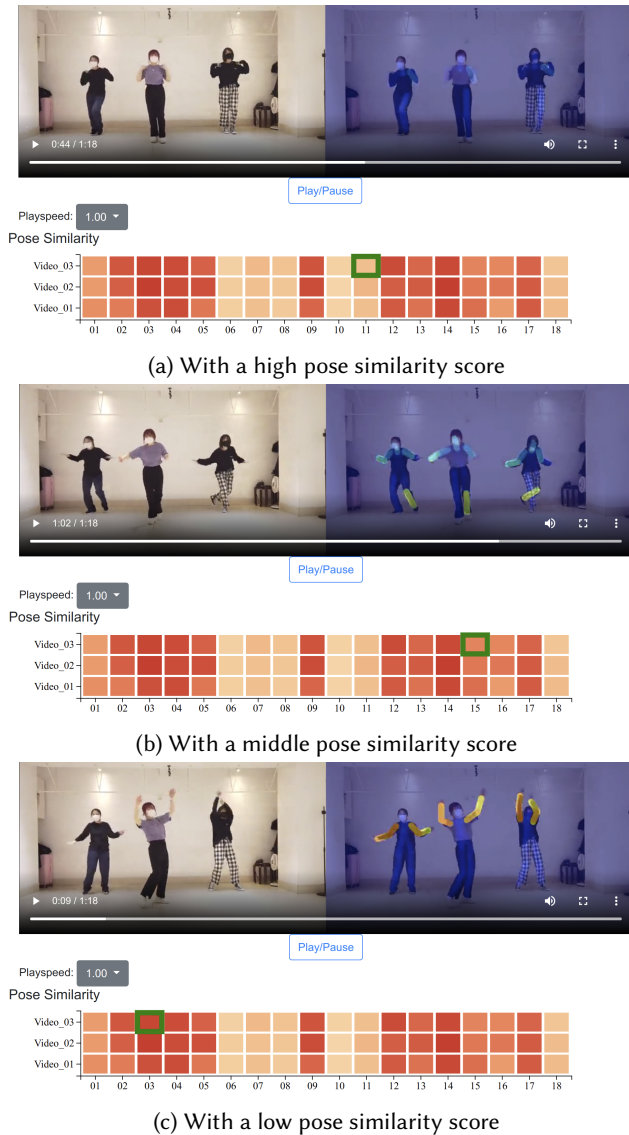 0:44 / 1:18
Play/Pause
Playspeed: 1.00
Pose Similarity
Video_03
Video_02
Video_01
01 02 03 04 05 06 07 08 09 10 11 12 13 14 15 16 17 18
(a) With a high pose similarity score
1:02 / 1:18
Play/Pause
Playspeed: 1.00
Pose Similarity
Video_03
Video_02
Video_01
01 02 03 04 05 06 07 08 09 10 11 12 13 14 15 16 17 18
(b) With a middle pose similarity score
0:09 / 1:18
Play/Pause
Playspeed: 1.00
Pose Similarity
Video_03
Video_02
Video_01
01 02 03 04 05 06 07 08 09 10 11 12 13 14 15 16 17 18
(c) With a low pose similarity score